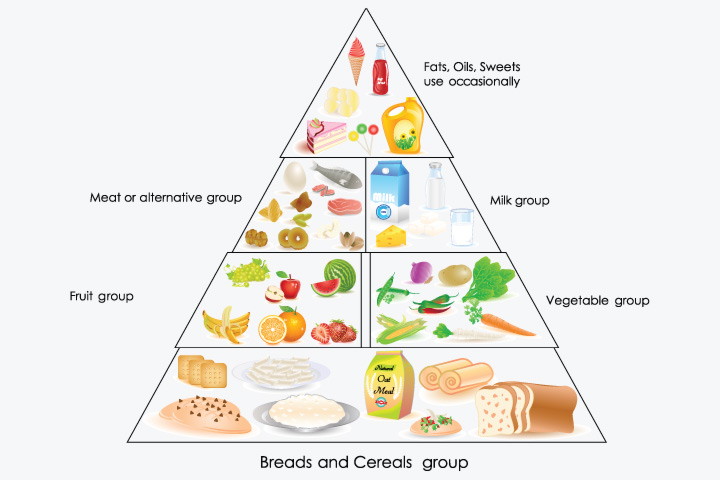 Fats, Oils, Sweets
use occasionally
Meat or alternative group
Milk
Milk group
Fruit group
Vegetable group
Natural
Oat
Meal
Breads and Cereals group